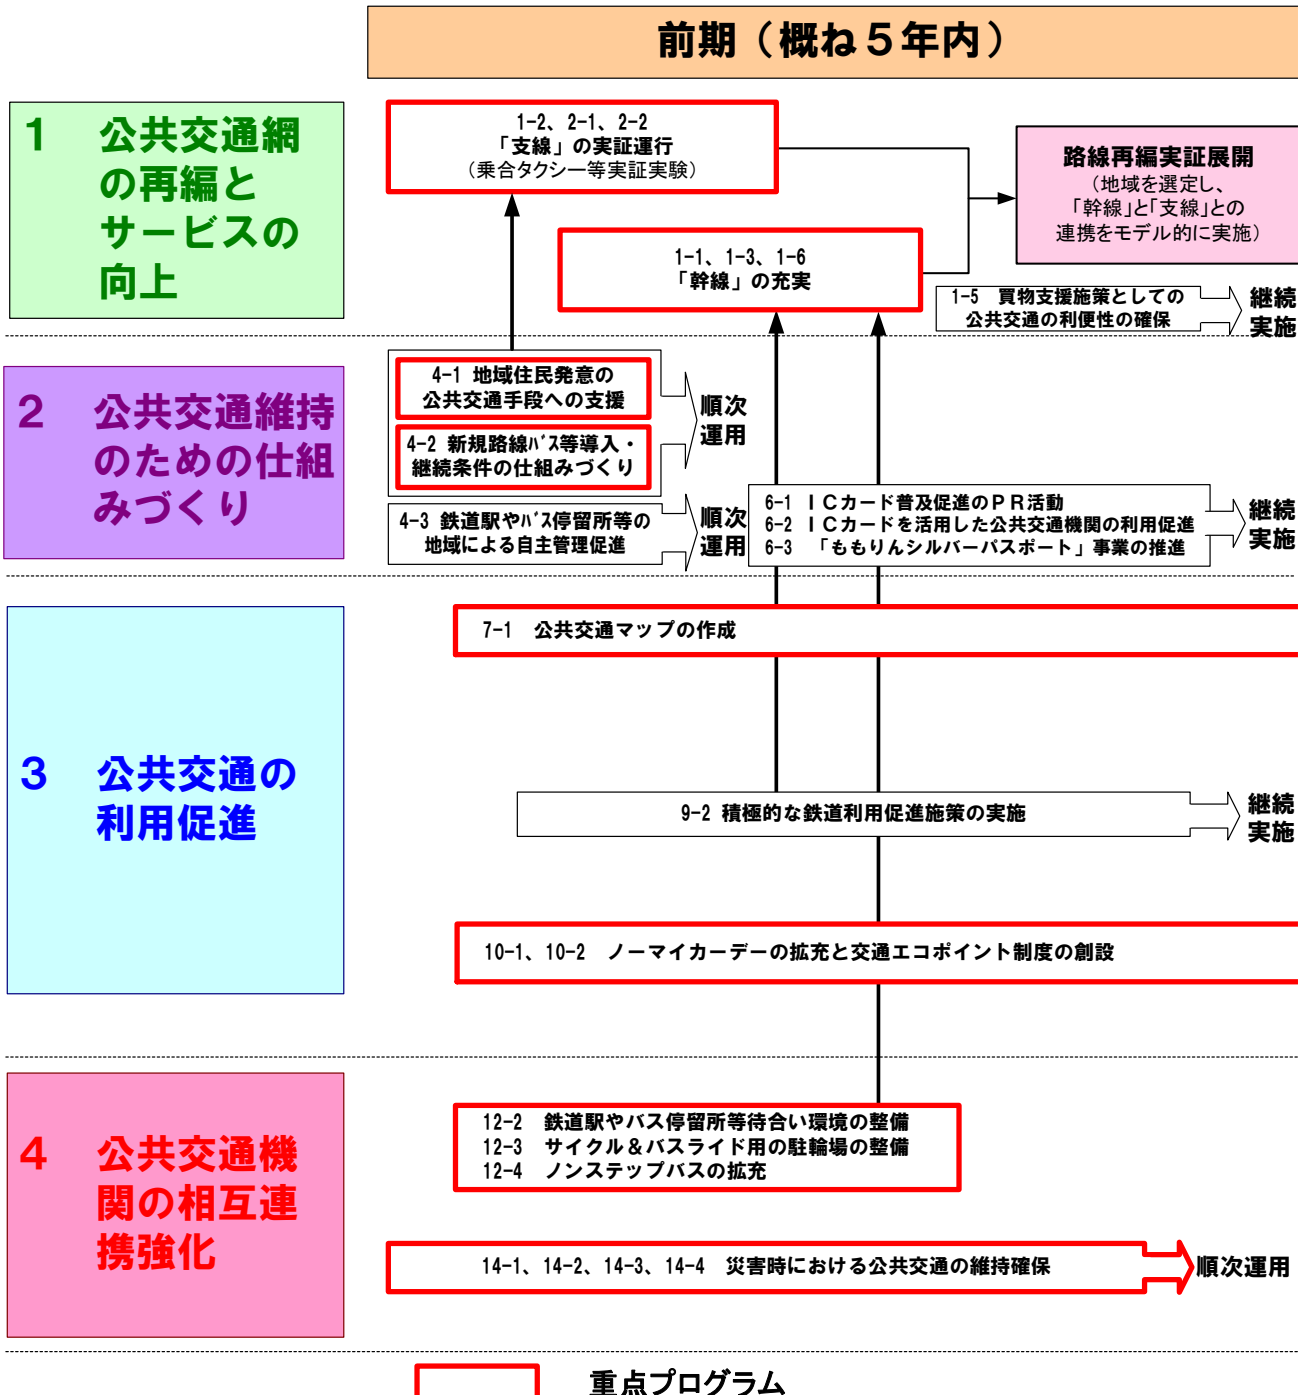 前期（概ね５年内）
１ 公共交通網
の再編と
サービスの
向上
1-2、2-1、2-2
「支線」の実証運行
（乗合タクシー等実証実験）
1-1、1-3、1-6
「幹線」の充実
路線再編実証展開
（地域を選定し、
「幹線」と「支線」との
連携をモデル的に実施）
1-5 買物支援施策としての
公共交通の利便性の確保
継続
実施
２ 公共交通維持
のための仕組
みづくり
4-1 地域住民発意の
公共交通手段への支援
4-2 新規路線バス等導入・
継続条件の仕組みづくり
順次
運用
4-3 鉄道駅やバス停留所等の
地域による自主管理促進
順次
運用
6-1 ＩＣカード普及促進のＰＲ活動
6-2 ＩＣカードを活用した公共交通機関の利用促進
6-3 「ももりんシルバーパスポート」事業の推進
継続
実施
３ 公共交通の
利用促進
7-1 公共交通マップの作成
9-2 積極的な鉄道利用促進施策の実施
継続
実施
10-1、10-2 ノーマイカーデーの拡充と交通エコポイント制度の創設
４ 公共交通機
関の相互連
携強化
12-2 鉄道駅やバス停留所等待合い環境の整備
12-3 サイクル＆バスライド用の駐輪場の整備
12-4 ノンステップバスの拡充
14-1、14-2、14-3、14-4 災害時における公共交通の維持確保
順次運用
重点プログラム